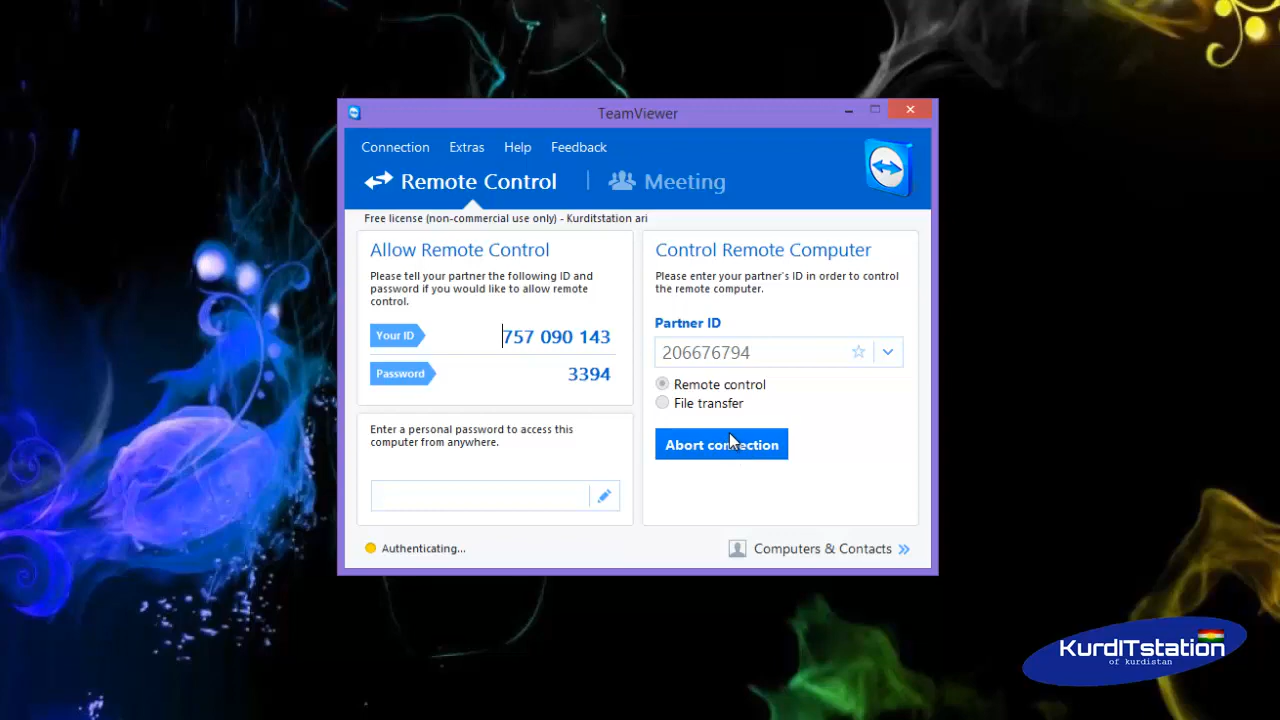 TeamViewer
Connection Extras Help Feedback
Remote Control | Meeting
Free license (non-commercial use only) - Kurditstation ari
Allow Remote Control
Please tell your partner the following ID and
password if you would like to allow remote
control.
Your ID 757 090 143
Password 3394
Enter a personal password to access this
computer from anywhere.
Control Remote Computer
Please enter your partner's ID in order to control
the remote computer.
Partner ID
206676794
Remote control
File transfer
Abort connection
Authenticating...
Computers & Contacts »
KurdITstation
of kurdistan